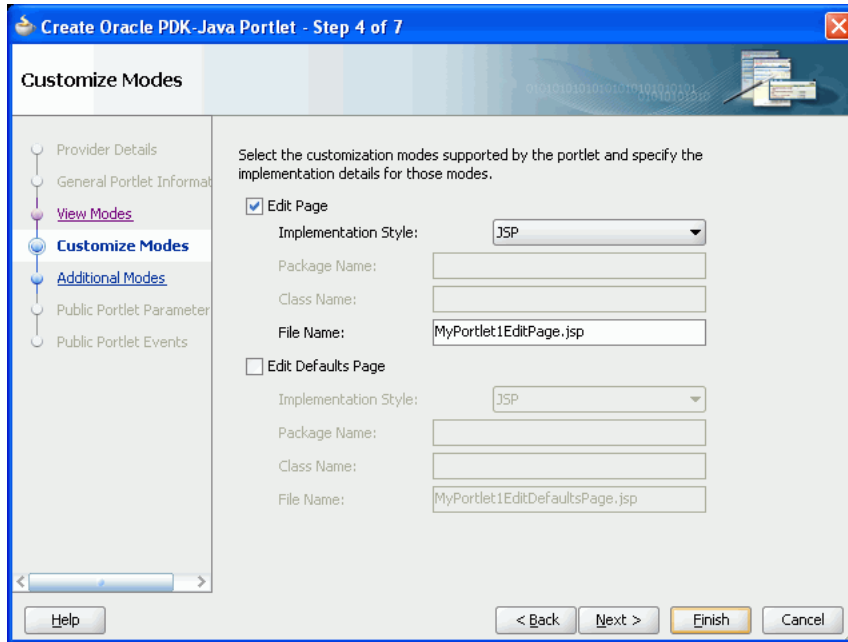 Create Oracle PDK-Java Portlet - Step 4 of 7
Customize Modes
010101010101010101010101
01010101010
Provider Details
General Portlet Informat
View Modes
Customize Modes
Additional Modes
Public Portlet Parameter
Public Portlet Events
Select the customization modes supported by the portlet and specify the
implementation details for those modes.
Edit Page
Implementation Style: JSP
Package Name:
Class Name:
File Name: MyPortlet1EditPage.jsp
Edit Defaults Page
Implementation Style: JSP
Package Name:
Class Name:
File Name: MyPortlet1EditDefaultsPage.jsp
Help < Back Next > Finish Cancel